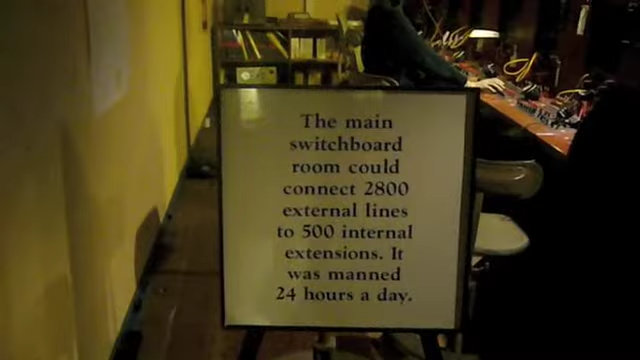 The main
switchboard
room could
connect 2800
external lines
to 500 internal
extensions. It
was manned
24 hours a day.